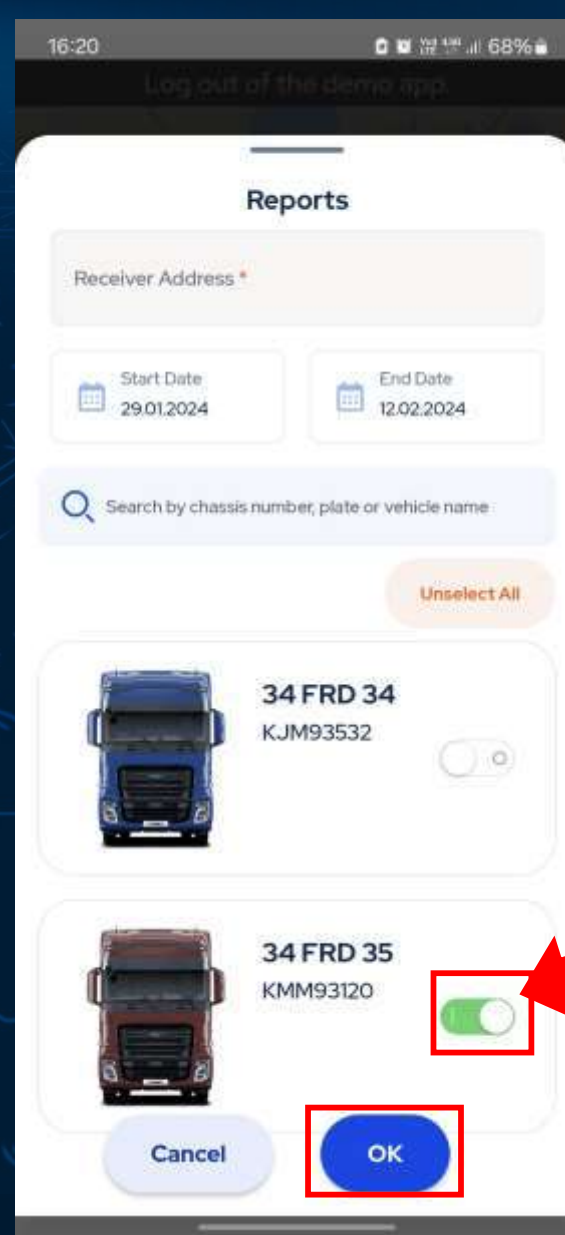 16:20
68%
Log out of the demo app.
Reports
Receiver Address *
Start Date
29.01.2024
End Date
12.02.2024
Search by chassis number, plate or vehicle name
Unselect All
34 FRD 34
KJM93532
34 FRD 35
KMM93120
Cancel
OK